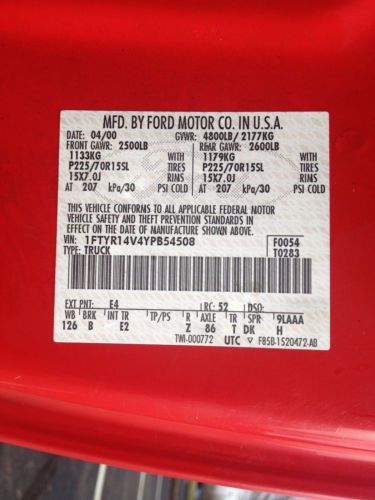 MFD. BY FORD MOTOR CO. IN U.S.A.
DATE: 04/00 GVWR: 4800LB/ 2177KG
FRONT GAWR: 2500LB REAR GAWR: 2600LB
1133KG WITH 1179KG WITH
P225/70R15SL TIRES P225/70R15SL TIRES
15X7.0J RIMS 15X7.0J RIMS
AT 207 kPa/30 PSI COLD AT 207 kPa/30 PSI COLD
THIS VEHICLE CONFORMS TO ALL APPLICABLE FEDERAL MOTOR
VEHICLE SAFETY AND THEFT PREVENTION STANDARDS IN
EFFECT ON THE DATE OF MANUFACTURE SHOWN ABOVE.
VIN: 1FTYR14V4YPB54508 F0054
TYPE: TRUCK T0283
EXT PNT: E4 RC: 52 DSO:
WB BRK INT TR TP/PS R AXLE TR SPR 9LAAA
126 B E2 Z 86 T DK H
TWI-000772 UTC F85B-1520472-AB